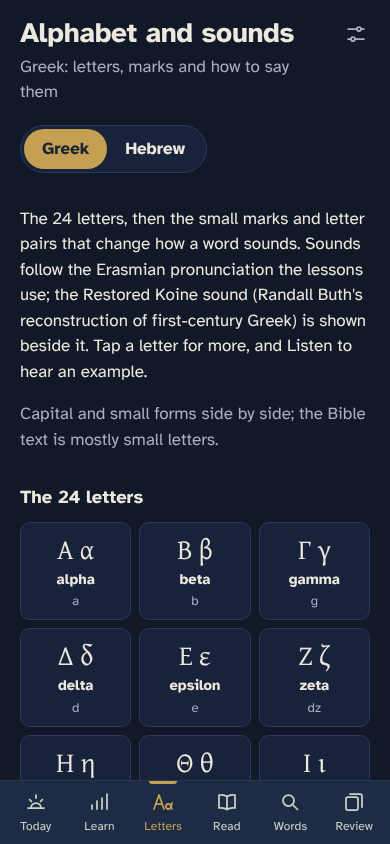 Alphabet and sounds
Greek: letters, marks and how to say
them
Greek Hebrew
The 24 letters, then the small marks and letter
pairs that change how a word sounds. Sounds
follow the Erasmian pronunciation the lessons
use; the Restored Koine sound (Randall Buth's
reconstruction of first-century Greek) is shown
beside it. Tap a letter for more, and Listen to
hear an example.
Capital and small forms side by side; the Bible
text is mostly small letters.
The 24 letters
Α α Β β Γ γ
alpha beta gamma
a b g
Δ δ Ε ε Ζ ζ
delta epsilon zeta
d e dz
Η η Θ θ Ι ι
Aα
Today Learn Letters Read Words Review